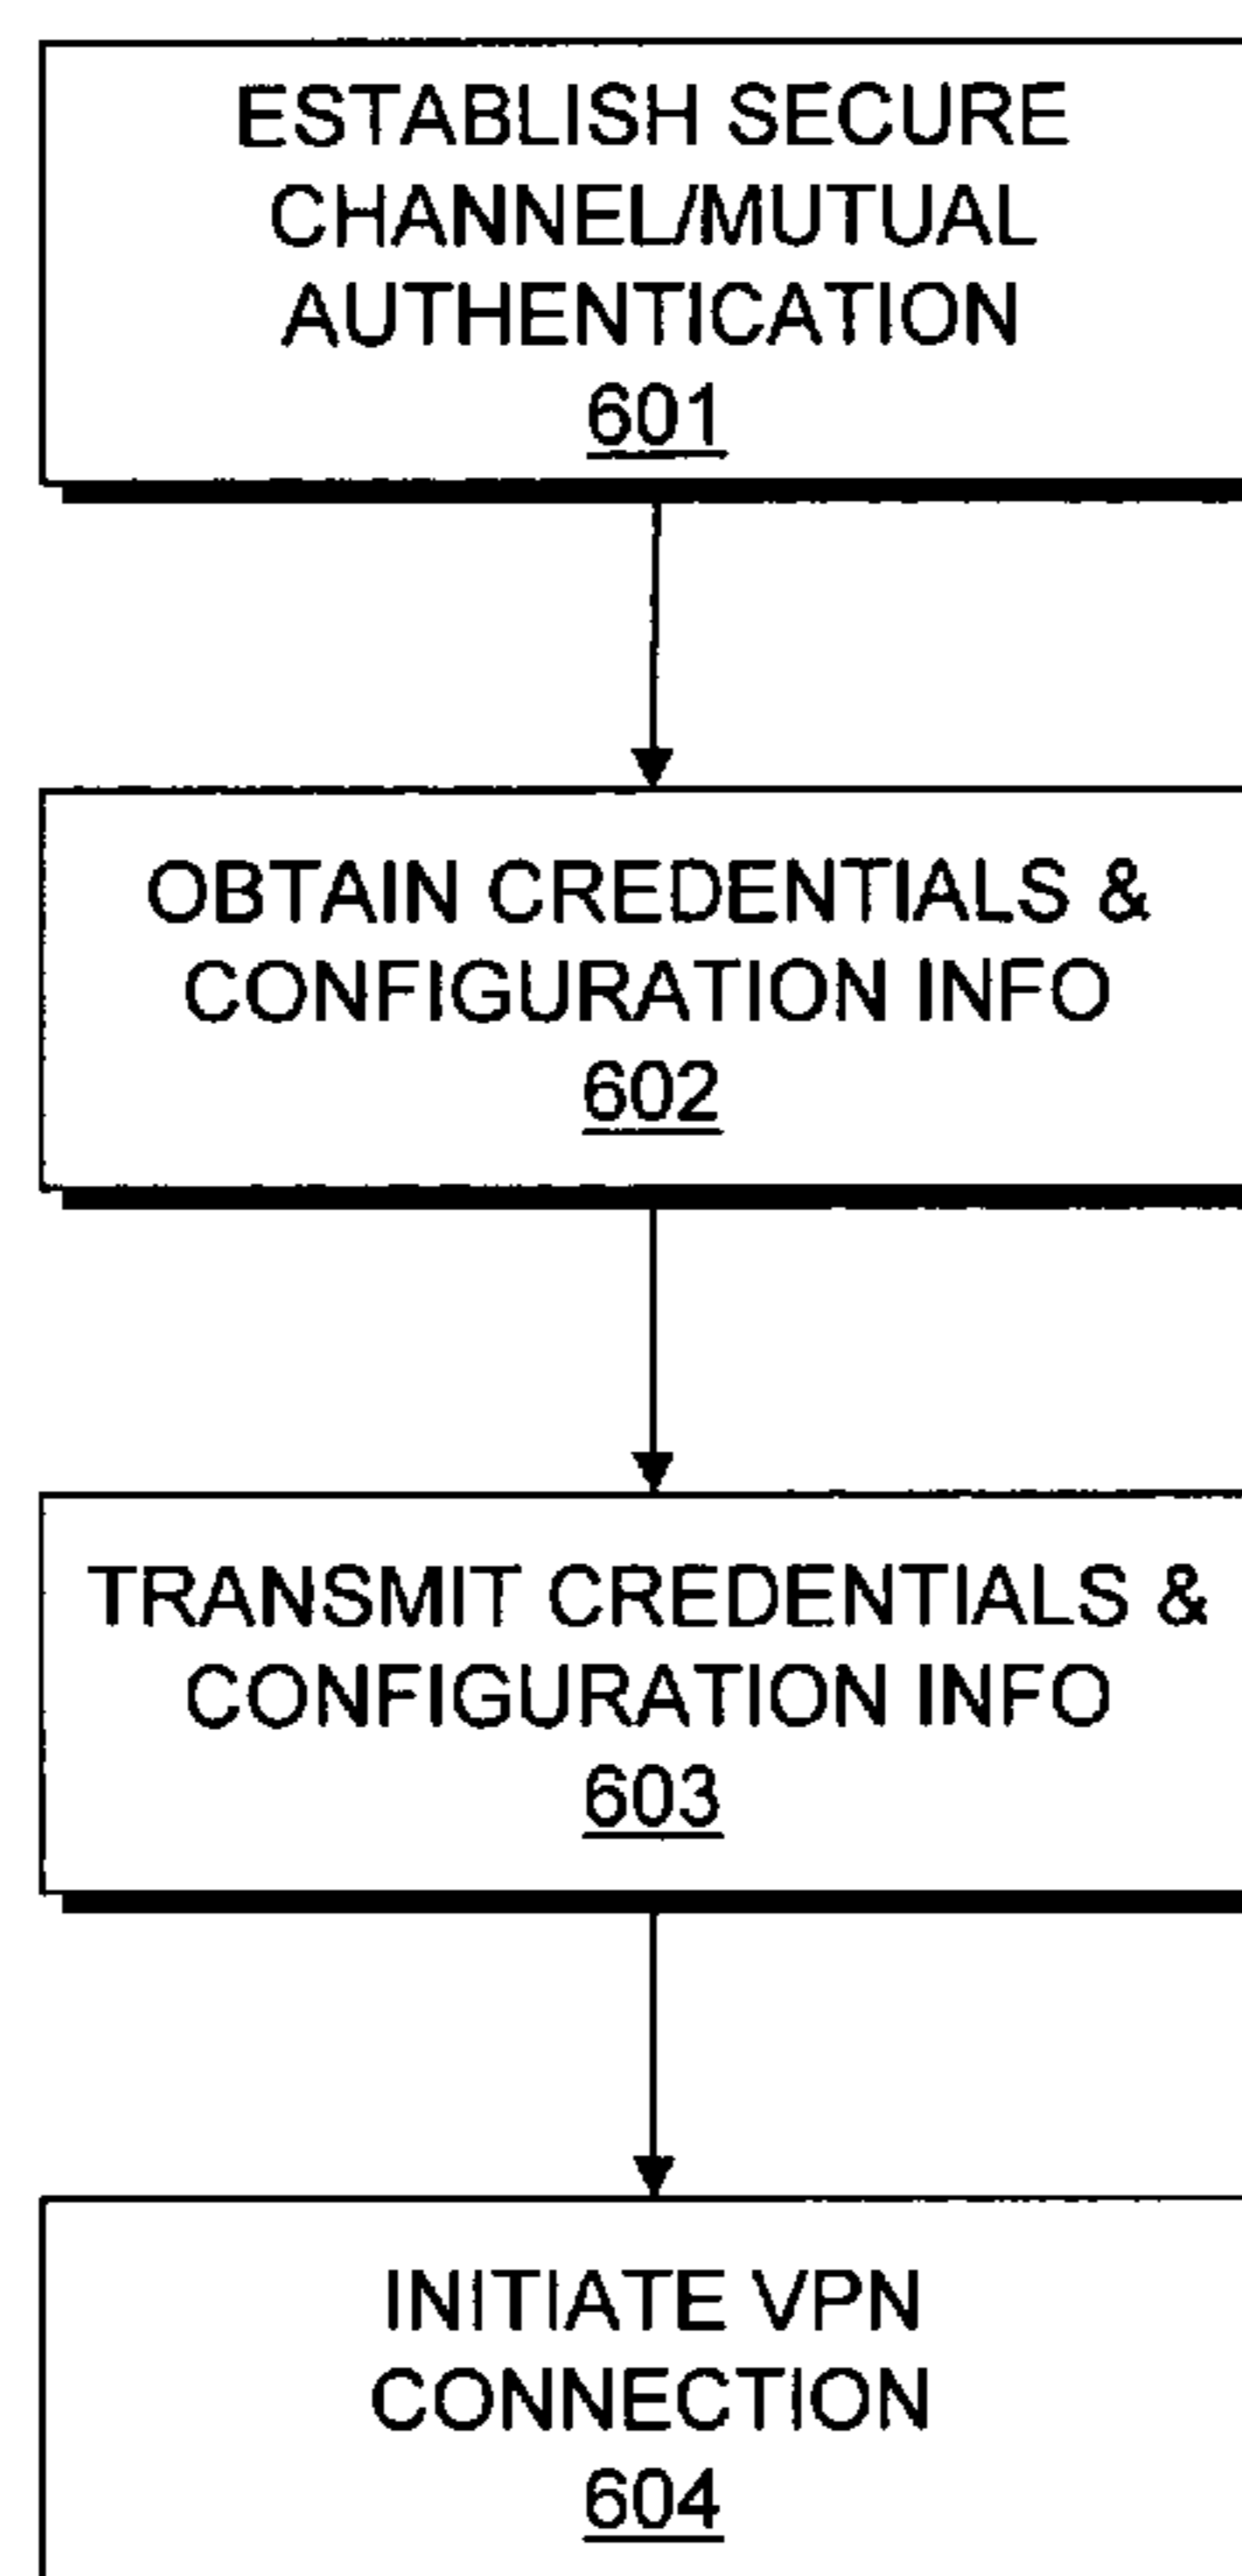 ESTABLISH SECURE
CHANNEL/MUTUAL
AUTHENTICATION
601
OBTAIN CREDENTIALS &
CONFIGURATION INFO
602
TRANSMIT CREDENTIALS &
CONFIGURATION INFO
603
INITIATE VPN
CONNECTION
604